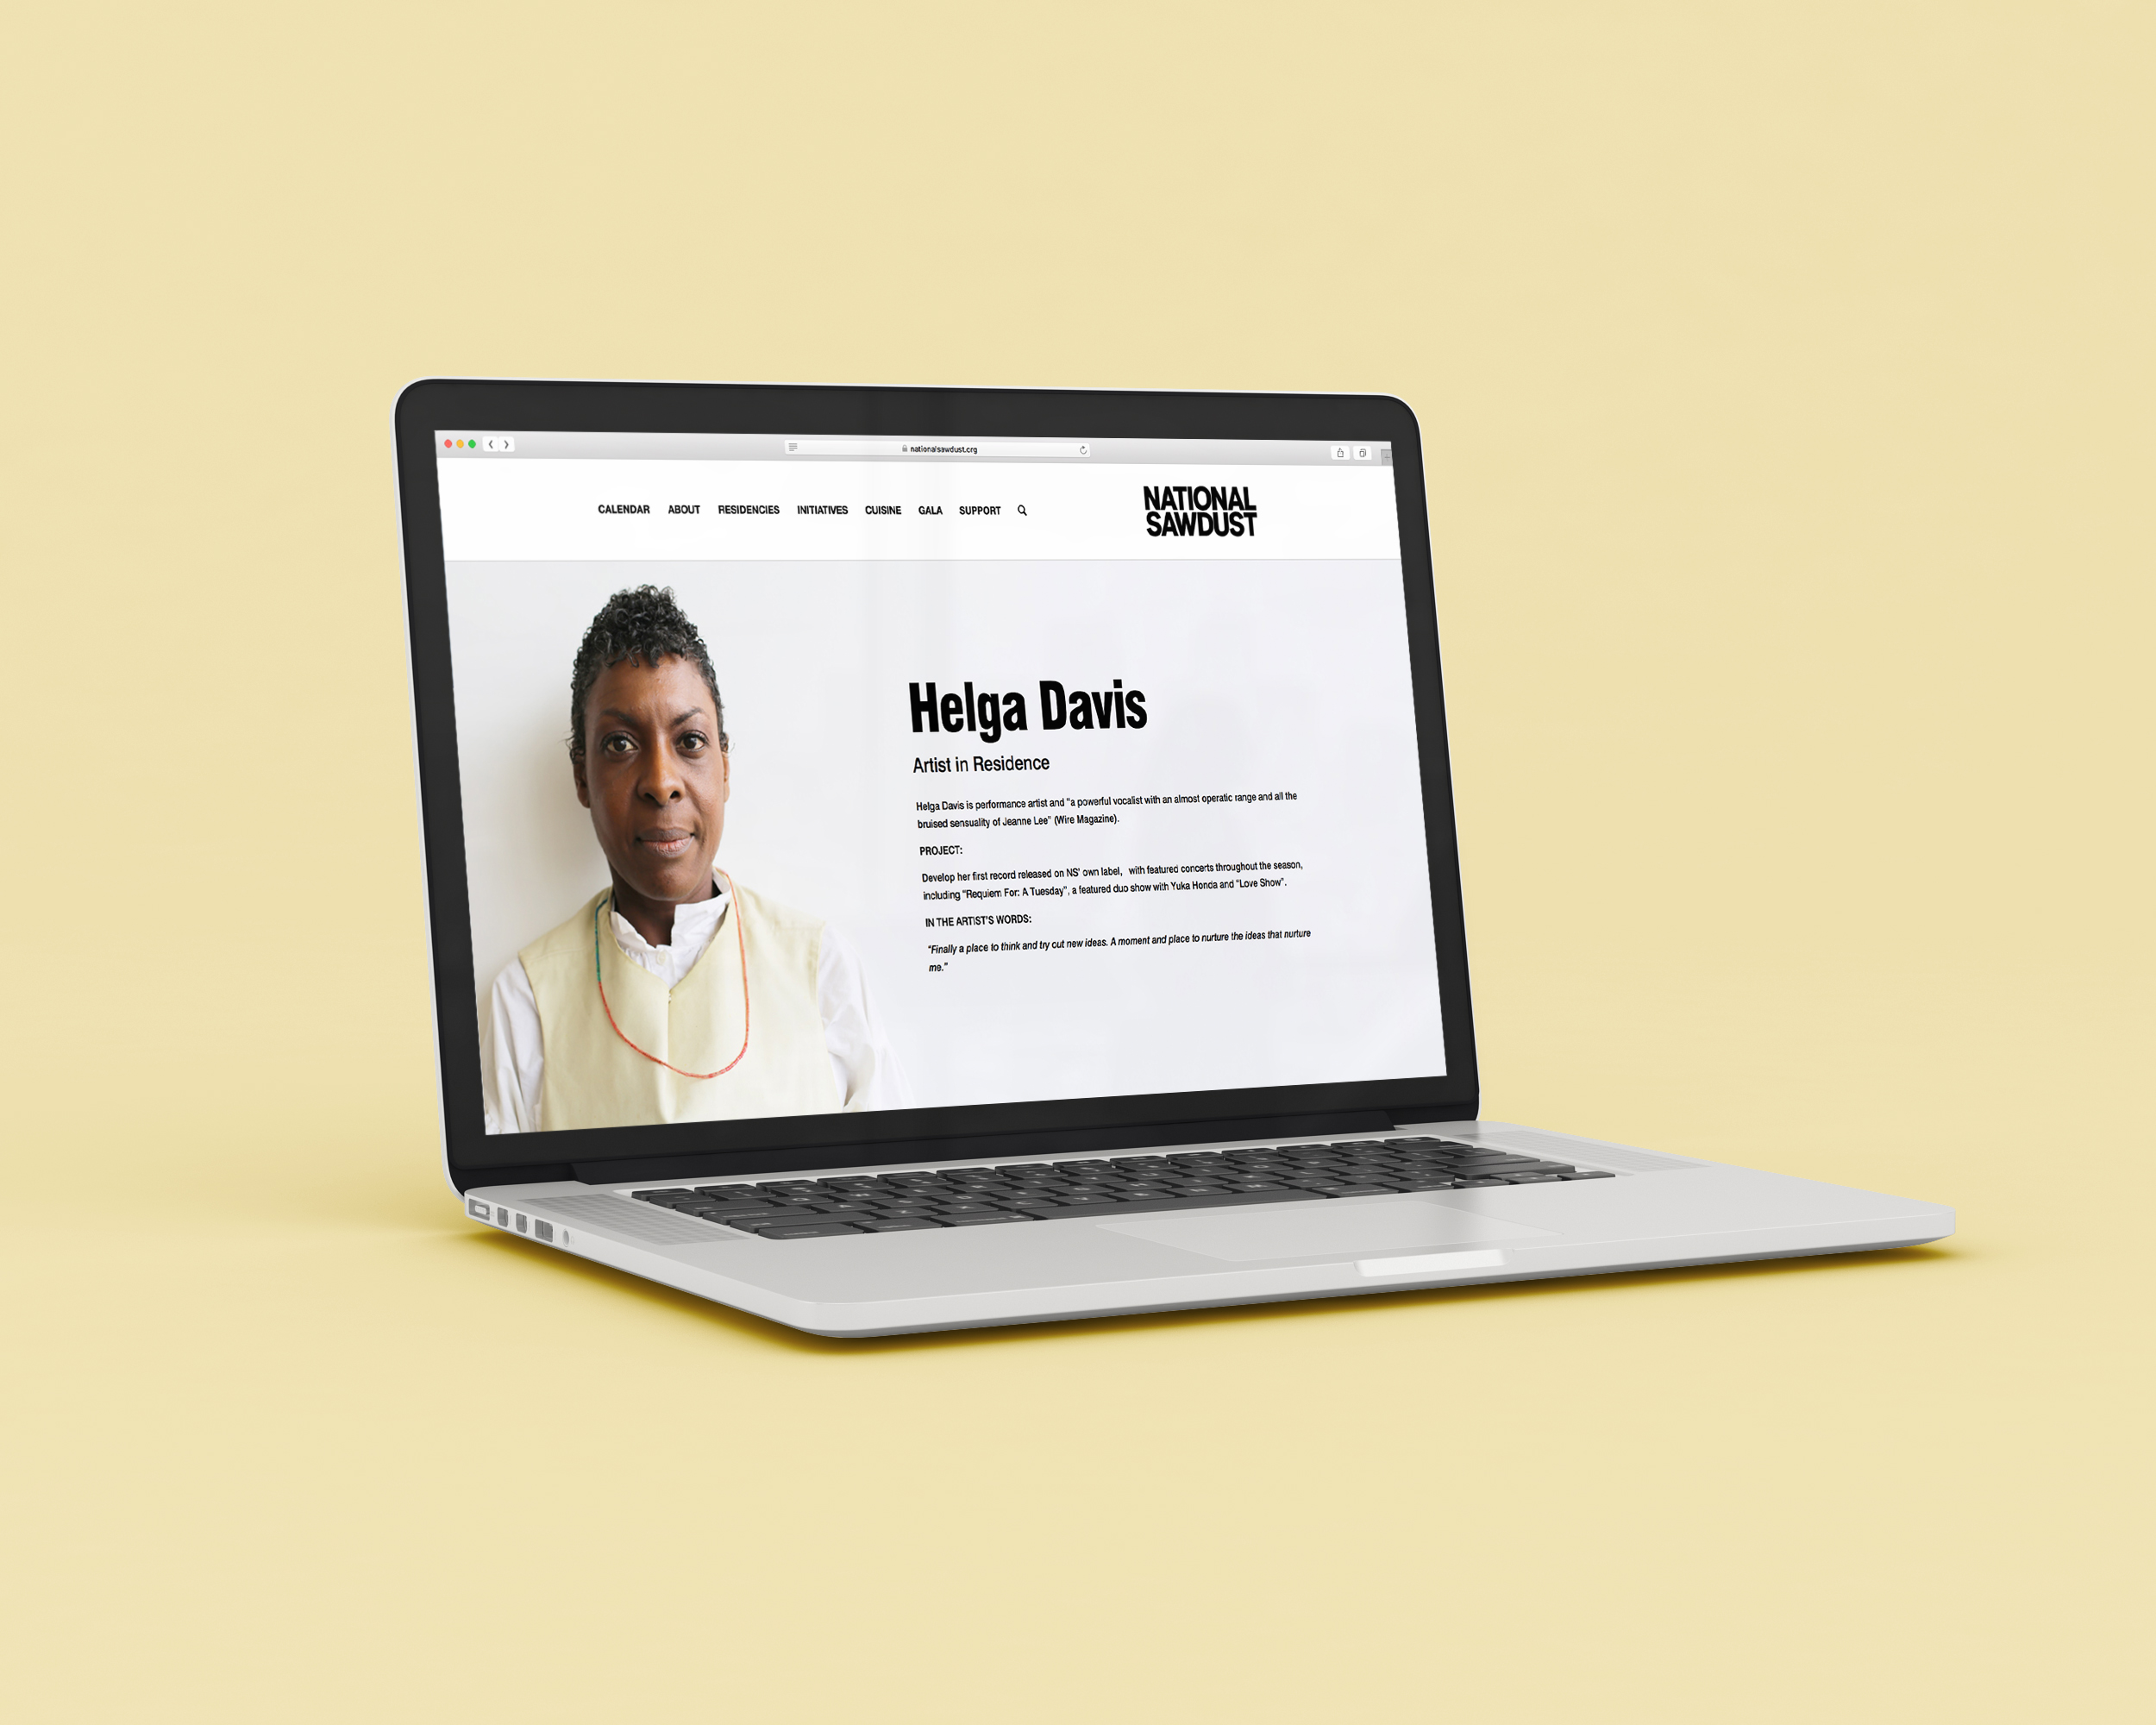 nationalsawdust.org
CALENDAR ABOUT RESIDENCIES INITIATIVES CUISINE GALA SUPPORT
NATIONAL
SAWDUST
Helga Davis
Artist in Residence
Helga Davis is performance artist and "a powerful vocalist with an almost operatic range and all the
bruised sensuality of Jeanne Lee" (Wire Magazine).
PROJECT:
Develop her first record released on NS' own label, with featured concerts throughout the season,
including "Requiem For: A Tuesday", a featured duo show with Yuka Honda and "Love Show".
IN THE ARTIST'S WORDS:
"Finally a place to think and try out new ideas. A moment and place to nurture the ideas that nurture
me."